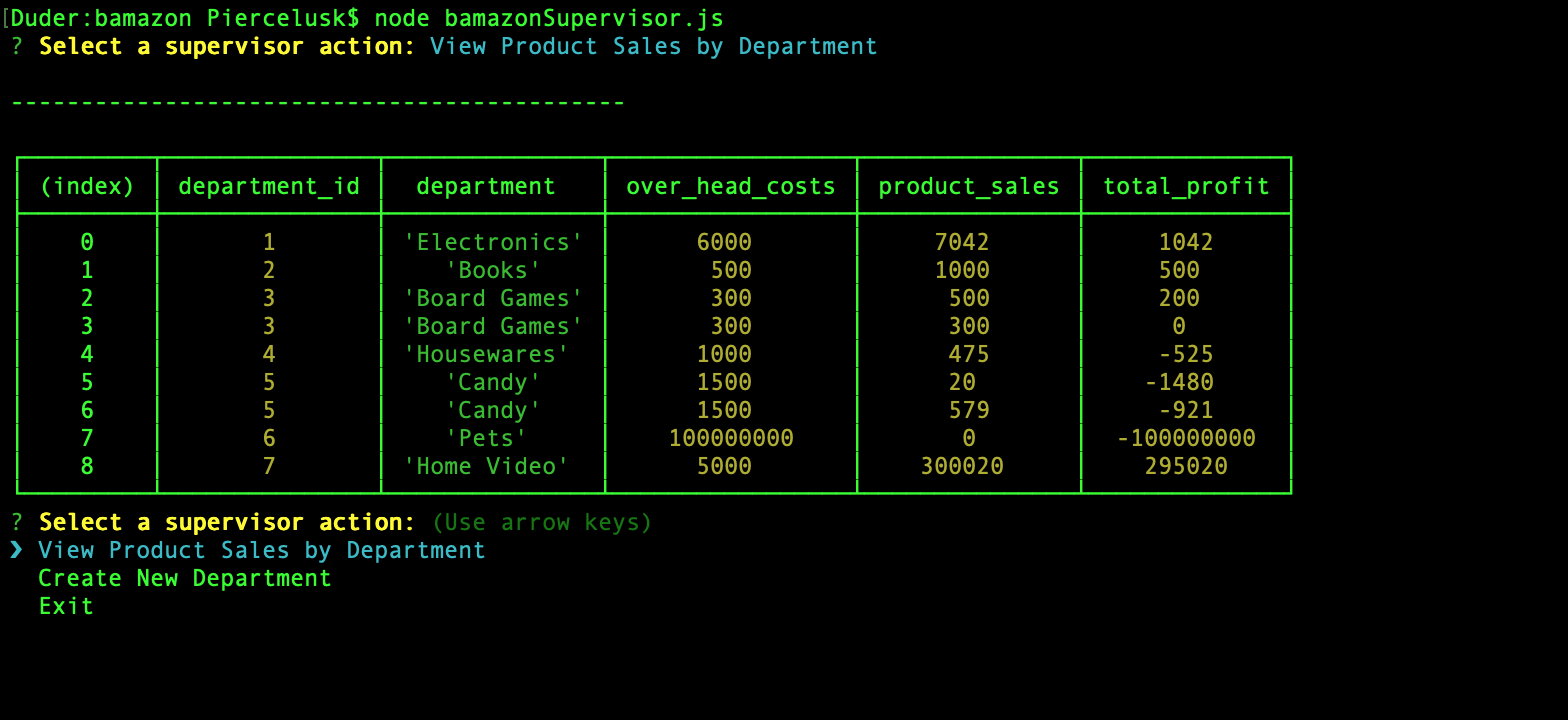 [Duder:bamazon Piercelusk$ node bamazonSupervisor.js
? Select a supervisor action: View Product Sales by Department
--------------------------------------------
(index) department_id department over_head_costs product_sales total_profit
0 1 'Electronics' 6000 7042 1042
1 2 'Books' 500 1000 500
2 3 'Board Games' 300 500 200
3 3 'Board Games' 300 300 0
4 4 'Housewares' 1000 475 -525
5 5 'Candy' 1500 20 -1480
6 5 'Candy' 1500 579 -921
7 6 'Pets' 100000000 0 -100000000
8 7 'Home Video' 5000 300020 295020
? Select a supervisor action: (Use arrow keys)
❯ View Product Sales by Department
Create New Department
Exit